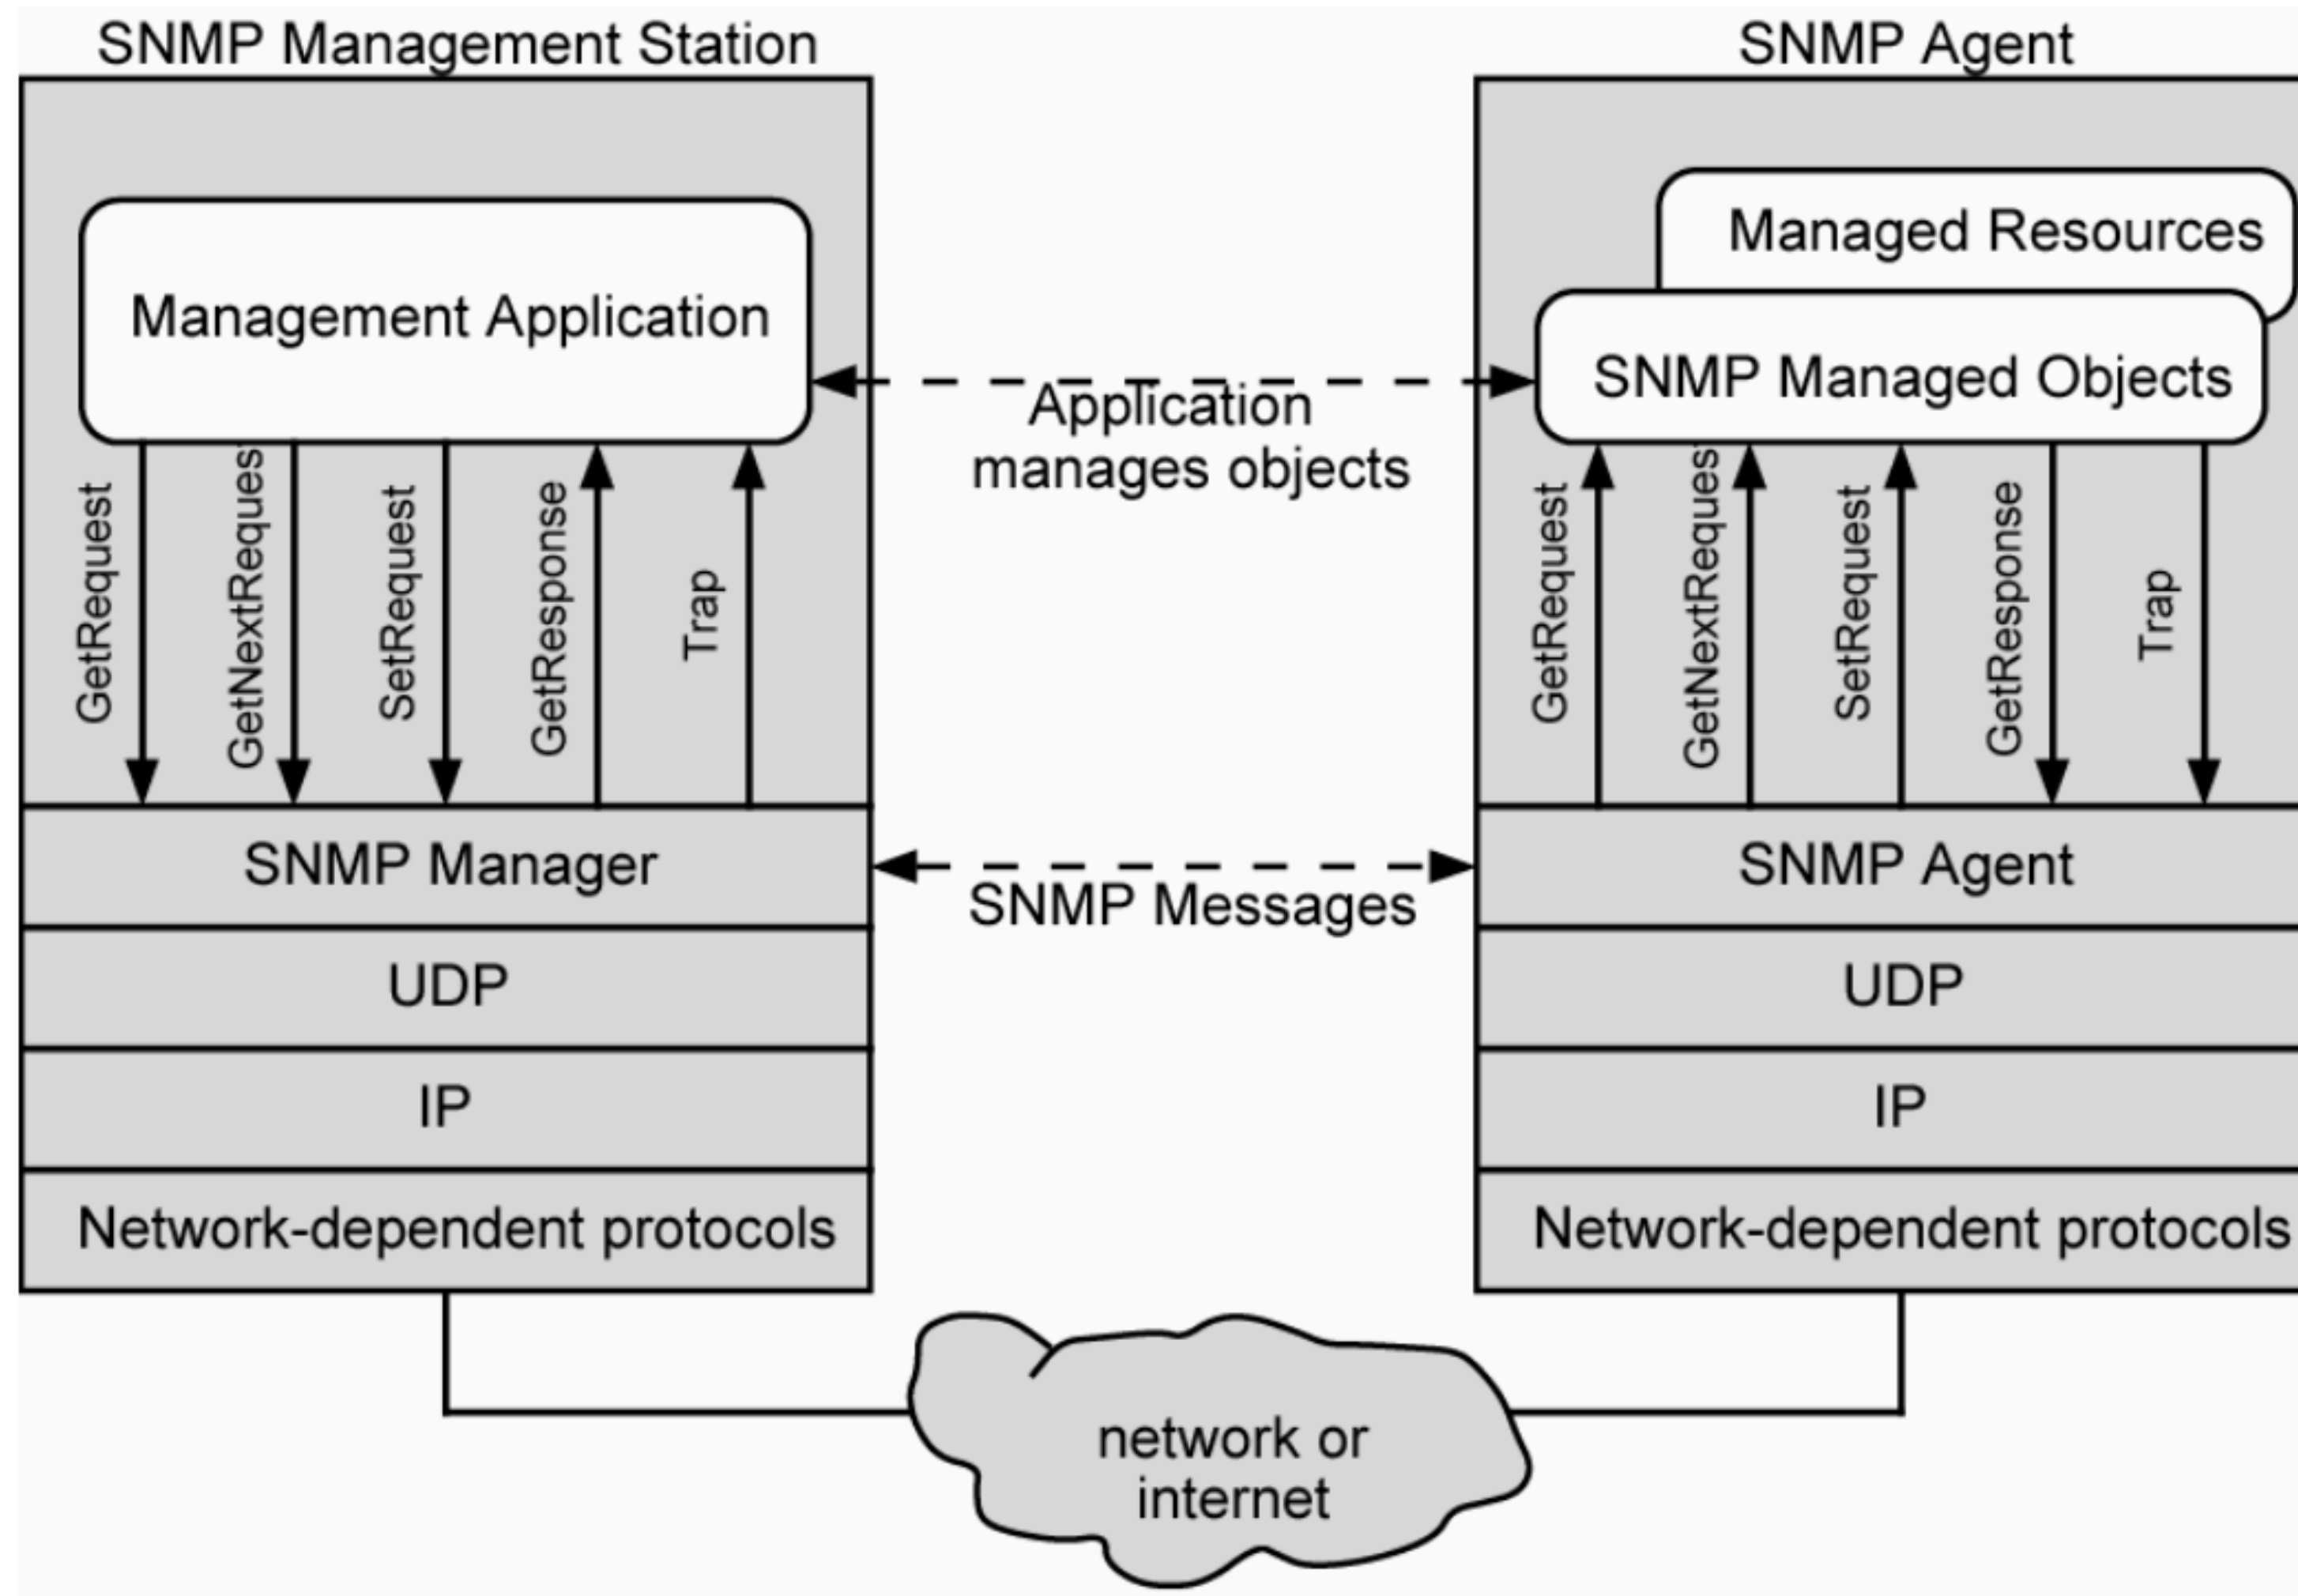 SNMP Management Station
Management Application
GetRequest
GetNextReques
SetRequest
GetResponse
Trap
SNMP Manager
UDP
IP
Network-dependent protocols
Application
manages objects
SNMP Messages
SNMP Agent
Managed Resources
SNMP Managed Objects
GetRequest
GetNextReques
SetRequest
GetResponse
Trap
SNMP Agent
UDP
IP
Network-dependent protocols
network or
internet